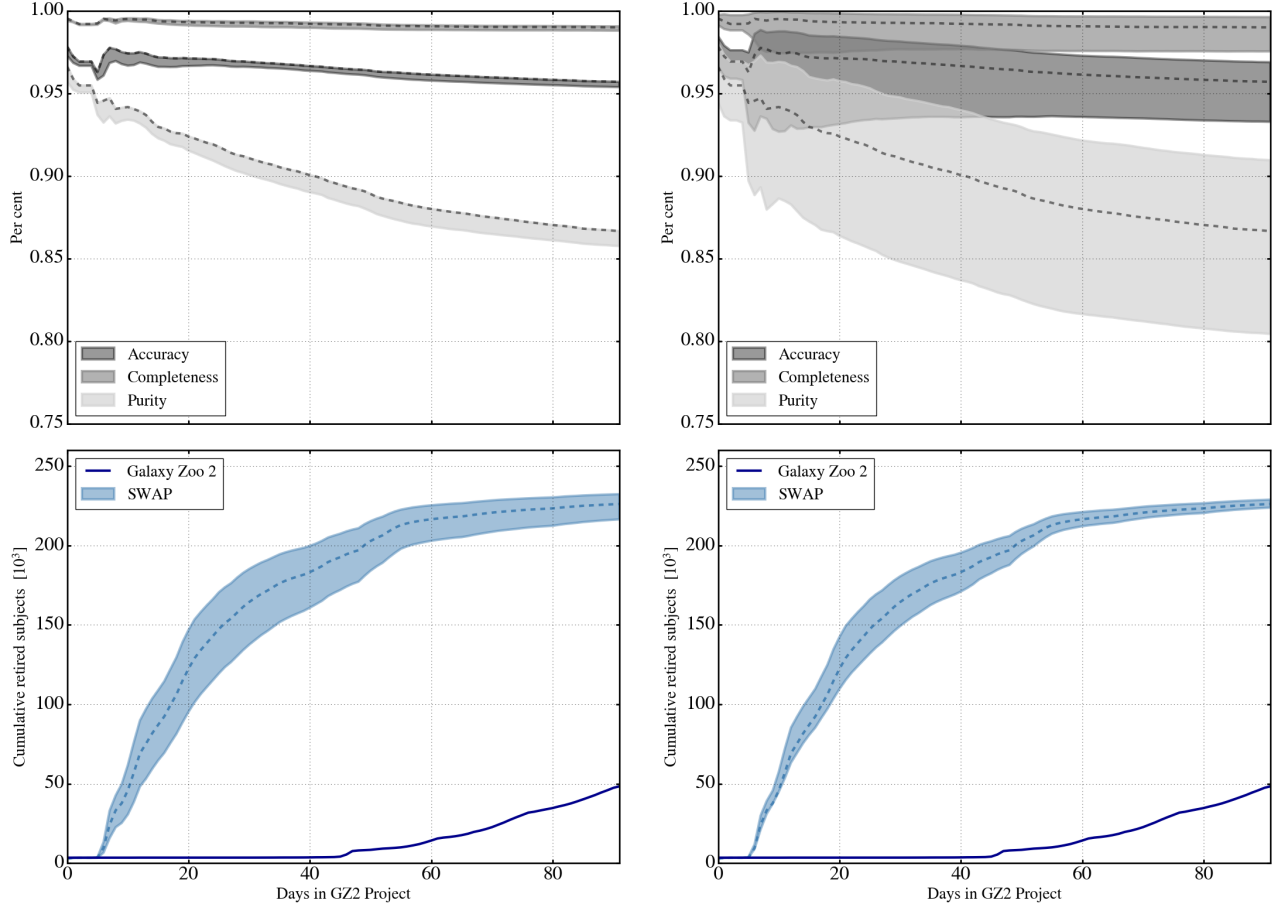 1.00
0.95
0.90
0.85
0.80
0.75
Per cent
Accuracy
Completeness
Purity
1.00
0.95
0.90
0.85
0.80
0.75
Per cent
Accuracy
Completeness
Purity
250
200
150
100
50
0
Cumulative retired subjects [10³]
Galaxy Zoo 2
SWAP
0 20 40 60 80
Days in GZ2 Project
250
200
150
100
50
0
Cumulative retired subjects [10³]
Galaxy Zoo 2
SWAP
0 20 40 60 80
Days in GZ2 Project